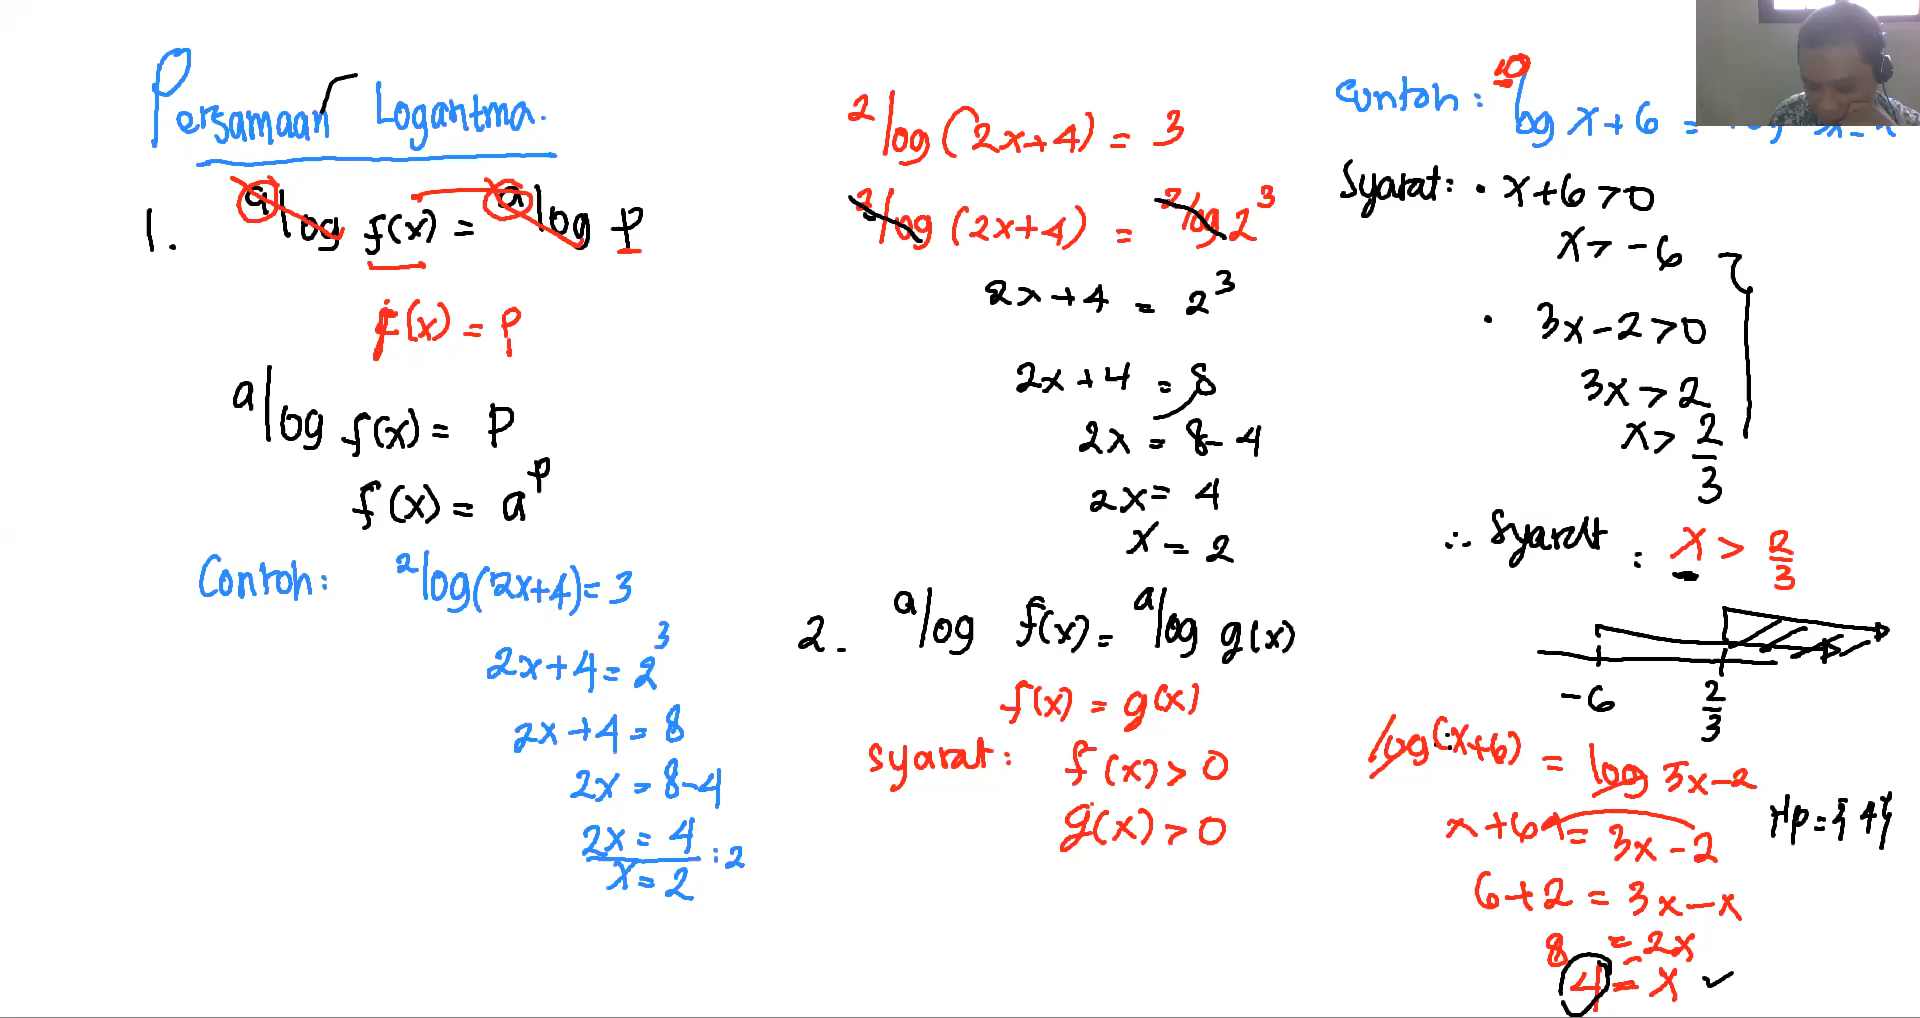 Persamaan Logaritma.
1. ᵃlog f(x) = ᵃlog P
f(x) = P
ᵃlog f(x) = P
f(x) = aᴾ
Contoh: ²log(2x+4) = 3
2x+4 = 2³
2x+4 = 8
2x = 8-4
2x = 4 :2
x = 2
²log (2x+4) = 3
²log (2x+4) = ²log 2³
2x+4 = 2³
2x+4 = 8
2x = 8-4
2x = 4
x = 2
2. ᵃlog f(x) = ᵃlog g(x)
f(x) = g(x)
Syarat: f(x) > 0
g(x) > 0
Contoh: ¹⁰log x+6 =
Syarat: • x+6 > 0
x > -6
• 3x-2 > 0
3x > 2
x > 2/3
∴ Syarat : x > 2/3
-6 2/3
log(x+6) = log 3x-2
x+6 = 3x-2
6+2 = 3x-x
8 = 2x
4 = x ✓
Hp = {4}